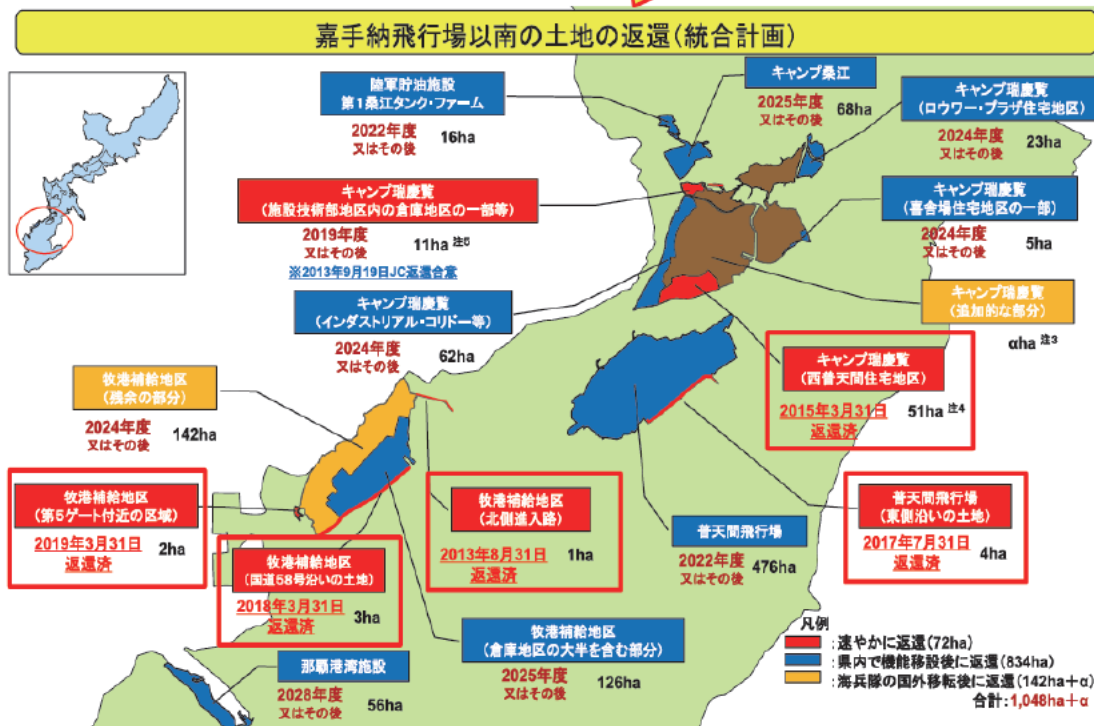 嘉手納飛行場以南の土地の返還(統合計画)
陸軍貯油施設
第1桑江タンク・ファーム
2022年度
又はその後
16ha
キャンプ桑江
2025年度
又はその後
68ha
キャンプ瑞慶覧
(ロウワー・プラザ住宅地区)
2024年度
又はその後
23ha
キャンプ瑞慶覧
(施設技術部地区内の倉庫地区の一部等)
2019年度
又はその後
11ha 注5
※2013年9月19日JC返還合意
キャンプ瑞慶覧
(喜舎場住宅地区の一部)
2024年度
又はその後
5ha
キャンプ瑞慶覧
(インダストリアル・コリドー等)
2024年度
又はその後
62ha
キャンプ瑞慶覧
(追加的な部分)
αha 注3
キャンプ瑞慶覧
(西普天間住宅地区)
2015年3月31日
返還済
51ha 注4
牧港補給地区
(残余の部分)
2024年度
又はその後
142ha
牧港補給地区
(第5ゲート付近の区域)
2019年3月31日
返還済
2ha
牧港補給地区
(北側進入路)
2013年8月31日
返還済
1ha
普天間飛行場
(東側沿いの土地)
2017年7月31日
返還済
4ha
普天間飛行場
2022年度
又はその後
476ha
牧港補給地区
(国道58号沿いの土地)
2018年3月31日
返還済
3ha
牧港補給地区
(倉庫地区の大半を含む部分)
2025年度
又はその後
126ha
那覇港湾施設
2028年度
又はその後
56ha
凡例
:速やかに返還(72ha)
:県内で機能移設後に返還(834ha)
:海兵隊の国外移転後に返還(142ha+α)
合計:1,048ha+α